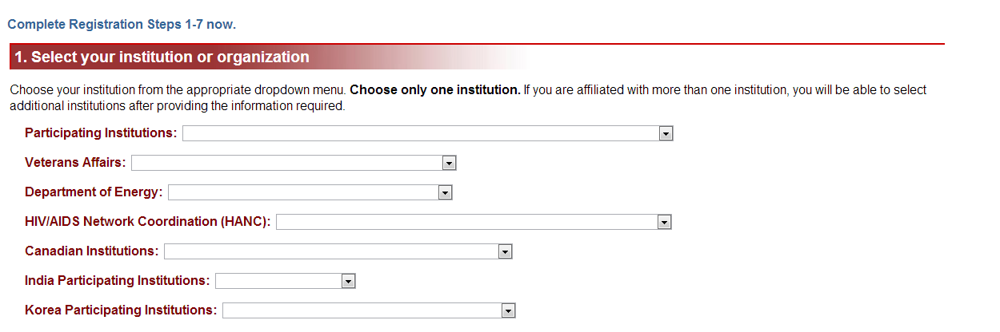 Complete Registration Steps 1-7 now.
1. Select your institution or organization
Choose your institution from the appropriate dropdown menu. Choose only one institution. If you are affiliated with more than one institution, you will be able to select
additional institutions after providing the information required.
Participating Institutions:
Veterans Affairs:
Department of Energy:
HIV/AIDS Network Coordination (HANC):
Canadian Institutions:
India Participating Institutions:
Korea Participating Institutions: